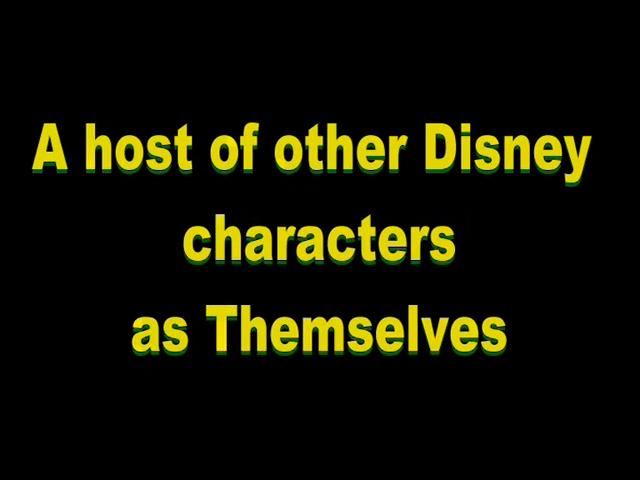 A host of other Disney
characters
as Themselves